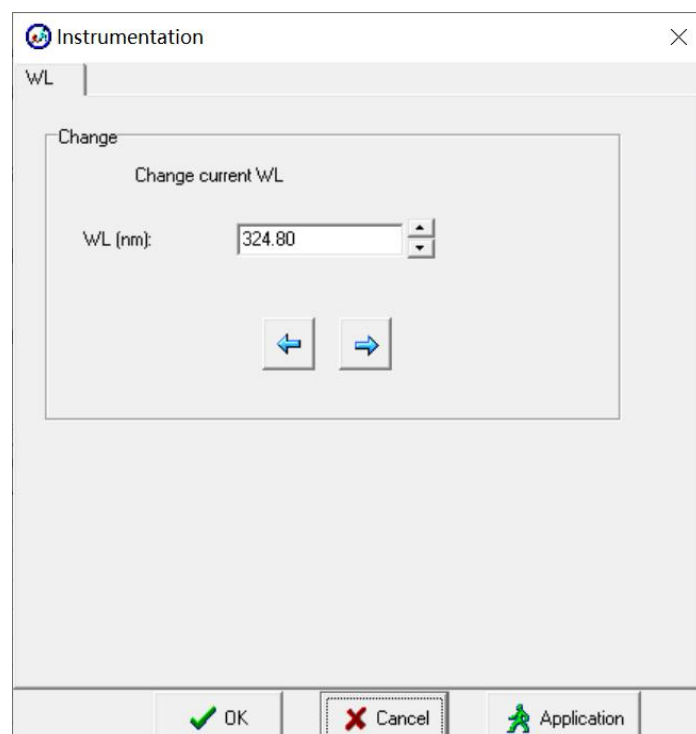 Instrumentation
WL
Change
Change current WL
WL (nm): 324.80
OK Cancel Application